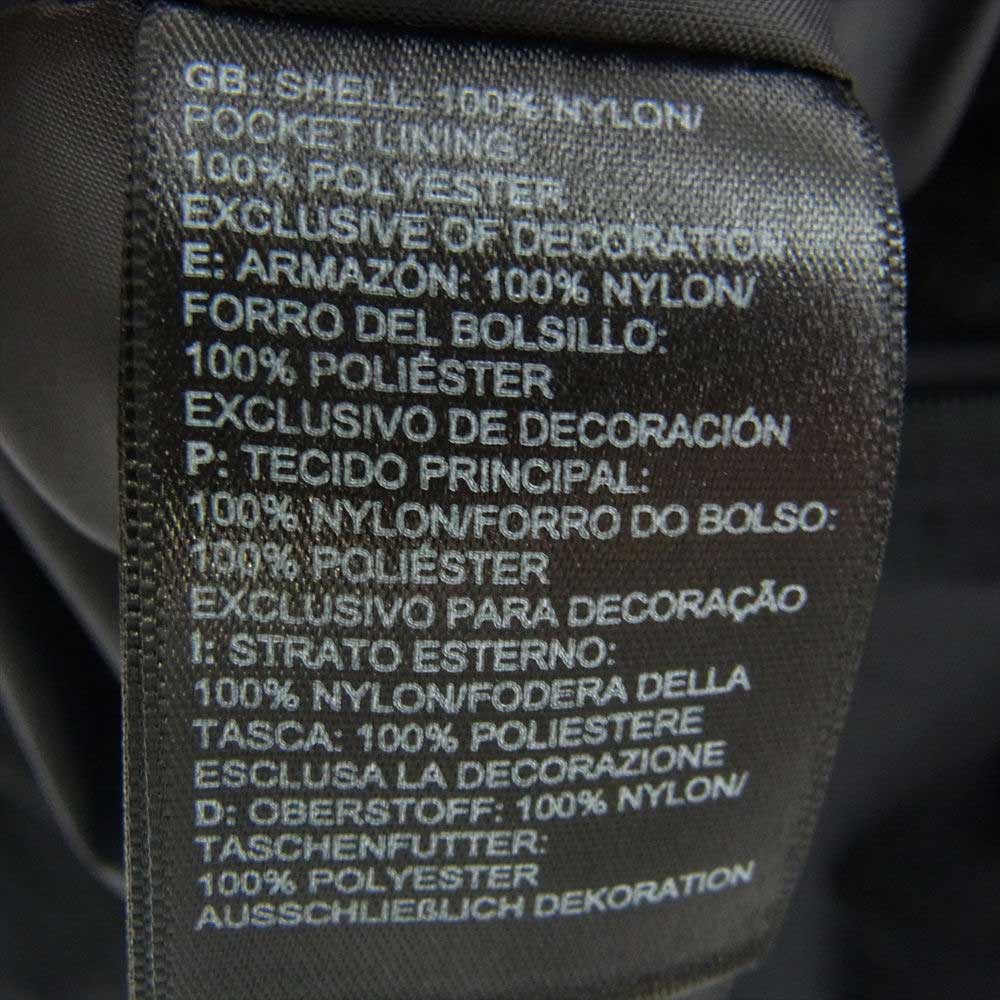 GB: SHELL: 100% NYLON/
POCKET LINING:
100% POLYESTER
EXCLUSIVE OF DECORATION
E: ARMAZÓN: 100% NYLON/
FORRO DEL BOLSILLO:
100% POLIÉSTER
EXCLUSIVO DE DECORACIÓN
P: TECIDO PRINCIPAL:
100% NYLON/FORRO DO BOLSO:
100% POLIÉSTER
EXCLUSIVO PARA DECORAÇÃO
I: STRATO ESTERNO:
100% NYLON/FODERA DELLA
TASCA: 100% POLIESTERE
ESCLUSA LA DECORAZIONE
D: OBERSTOFF: 100% NYLON/
TASCHENFUTTER:
100% POLYESTER
AUSSCHLIEßLICH DEKORATION